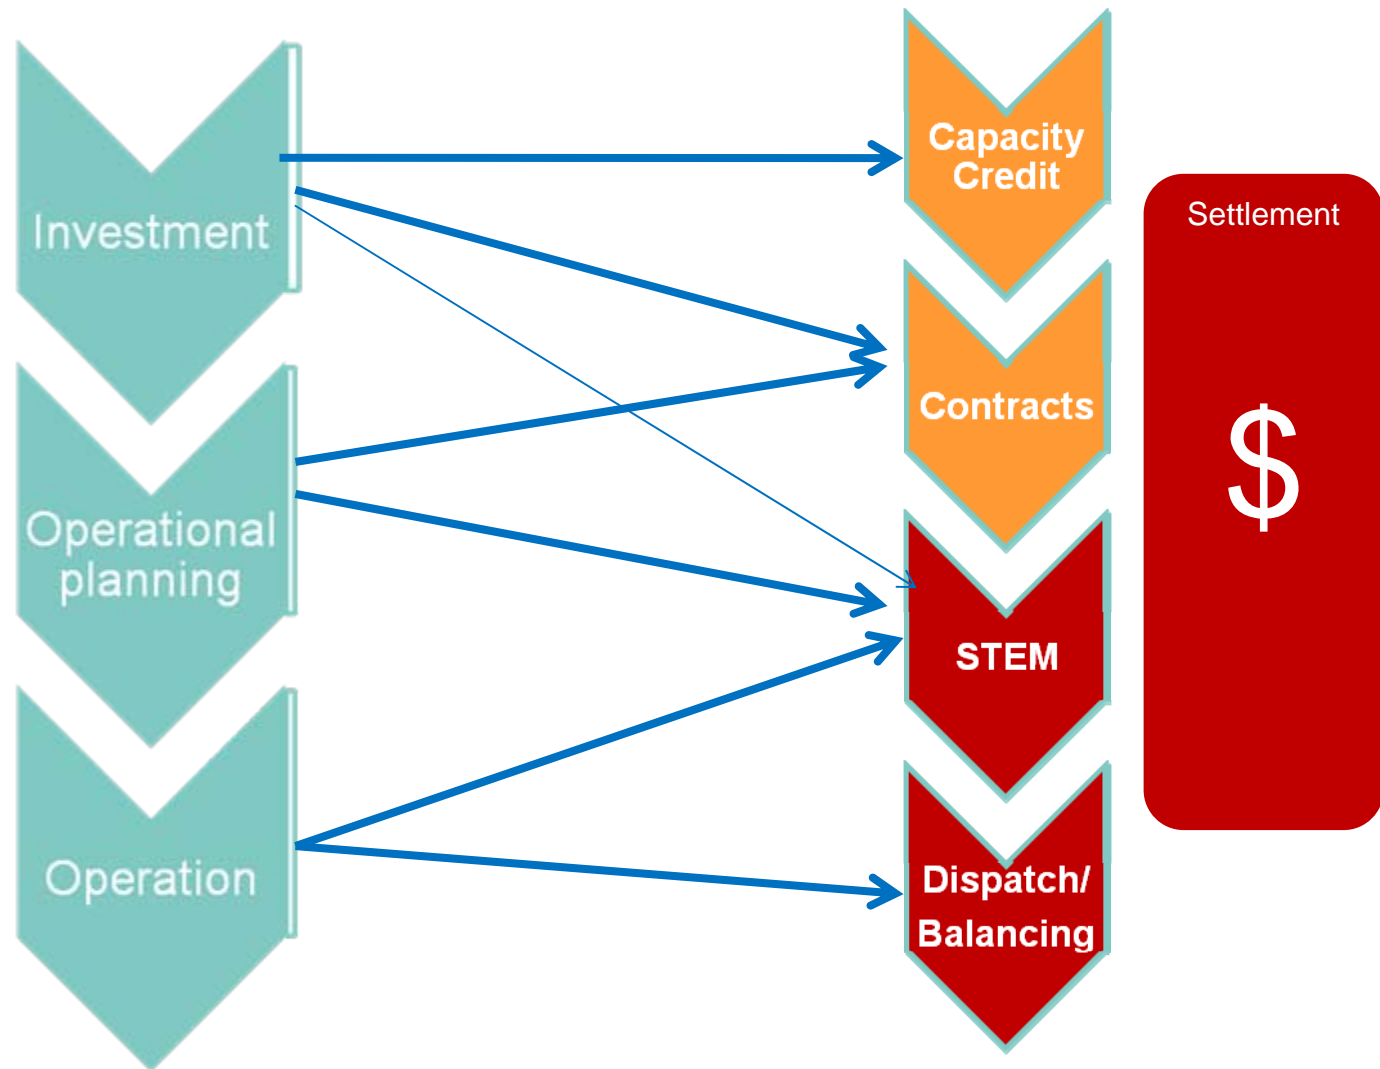 Investment
Operational
planning
Operation
Capacity
Credit
Contracts
STEM
Dispatch/
Balancing
Settlement
$